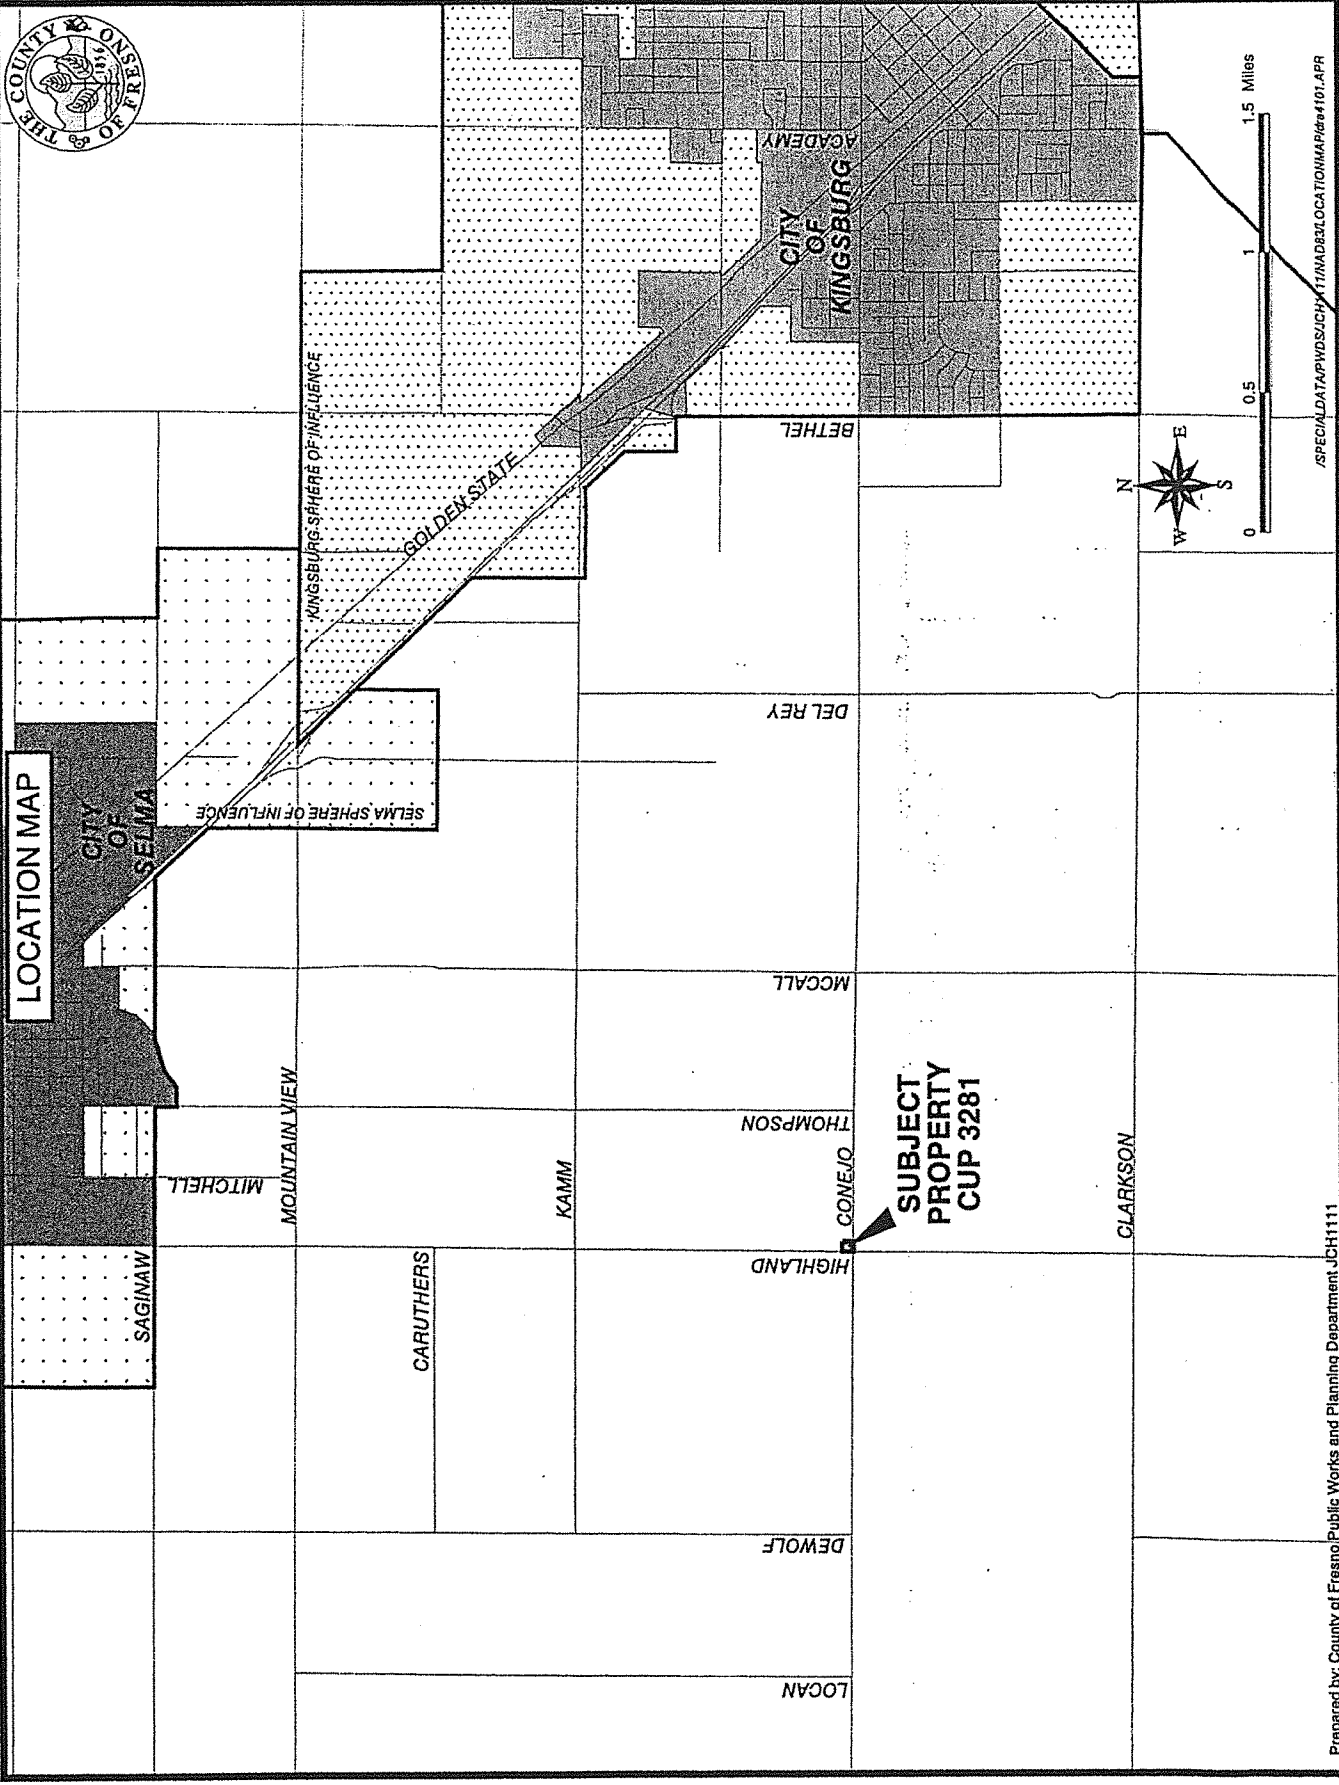 LOCATION MAP
THE COUNTY OF FRESNO
1856
CITY
OF
SELMA
SELMA SPHERE OF INFLUENCE
KINGSBURG SPHERE OF INFLUENCE
GOLDEN STATE
CITY
OF
KINGSBURG
ACADEMY
BETHEL
DEL REY
MCCALL
THOMPSON
MITCHELL
HIGHLAND
DEWOLF
LOCAN
SAGINAW
MOUNTAIN VIEW
CARUTHERS
KAMM
CONEJO
CLARKSON
SUBJECT
PROPERTY
CUP 3281
N
W
E
S
0
0.5
1
1.5 Miles
Prepared by: County of Fresno Public Works and Planning Department JCH1111